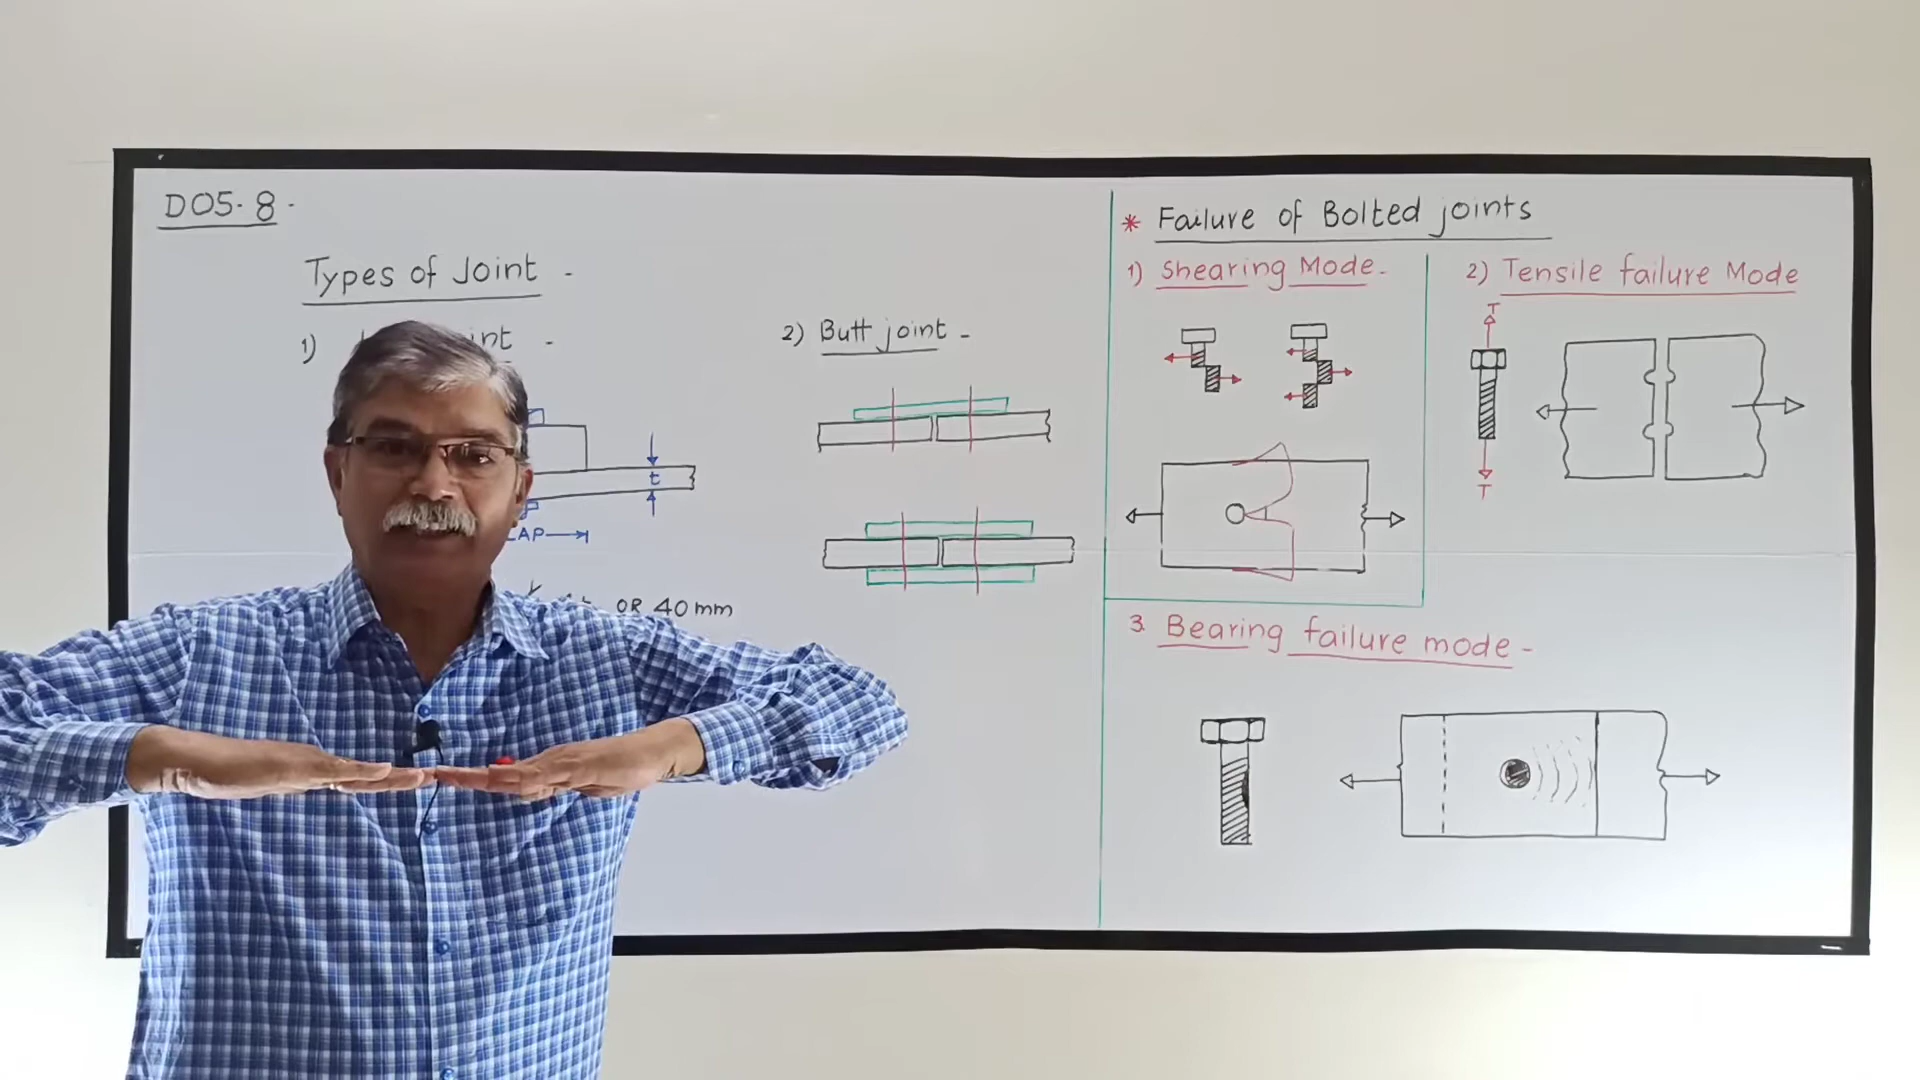 DOS-8.
Types of Joint -
1)
2) Butt joint -
t
OR 40 mm
* Failure of Bolted joints
1) Shearing Mode.
2) Tensile failure Mode
T
T
3. Bearing failure mode -